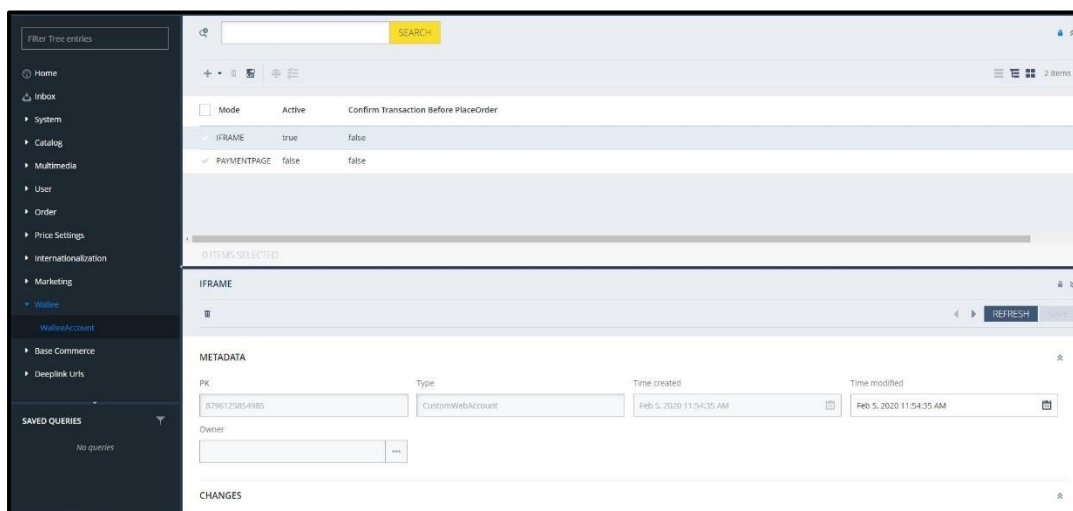 Filter Tree entries
Home
Inbox
System
Catalog
Multimedia
User
Order
Price Settings
Internationalization
Marketing
Wallee
WalleeAccount
Base Commerce
Deeplink Urls
SAVED QUERIES
No queries
SEARCH
2 items
Mode Active Confirm Transaction Before PlaceOrder
IFRAME true false
PAYMENTPAGE false false
0 ITEMS SELECTED
IFRAME
REFRESH SAVE
METADATA
PK Type Time created Time modified
8796125854985 CustomWebAccount Feb 5, 2020 11:54:35 AM Feb 5, 2020 11:54:35 AM
Owner
CHANGES